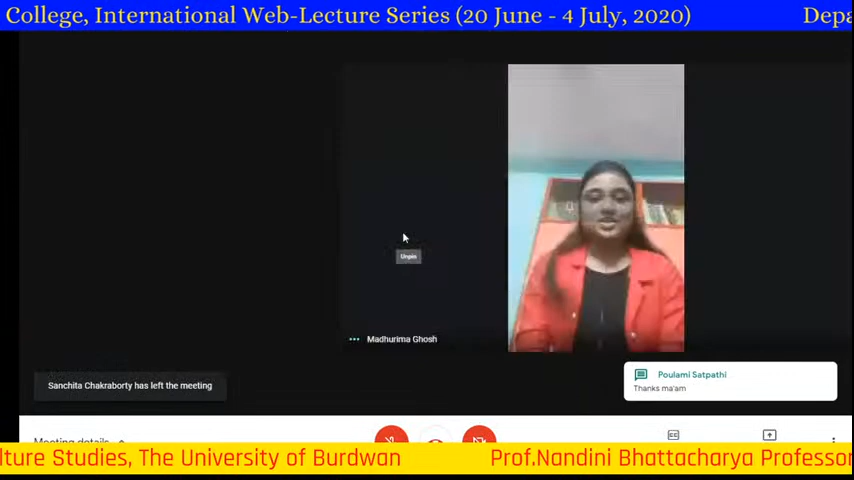 College, International Web-Lecture Series (20 June - 4 July, 2020) Depa
Unpin
Madhurima Ghosh
Sanchita Chakraborty has left the meeting
Poulami Satpathi
Thanks ma'am
Meeting details
lture Studies, The University of Burdwan Prof.Nandini Bhattacharya Professor